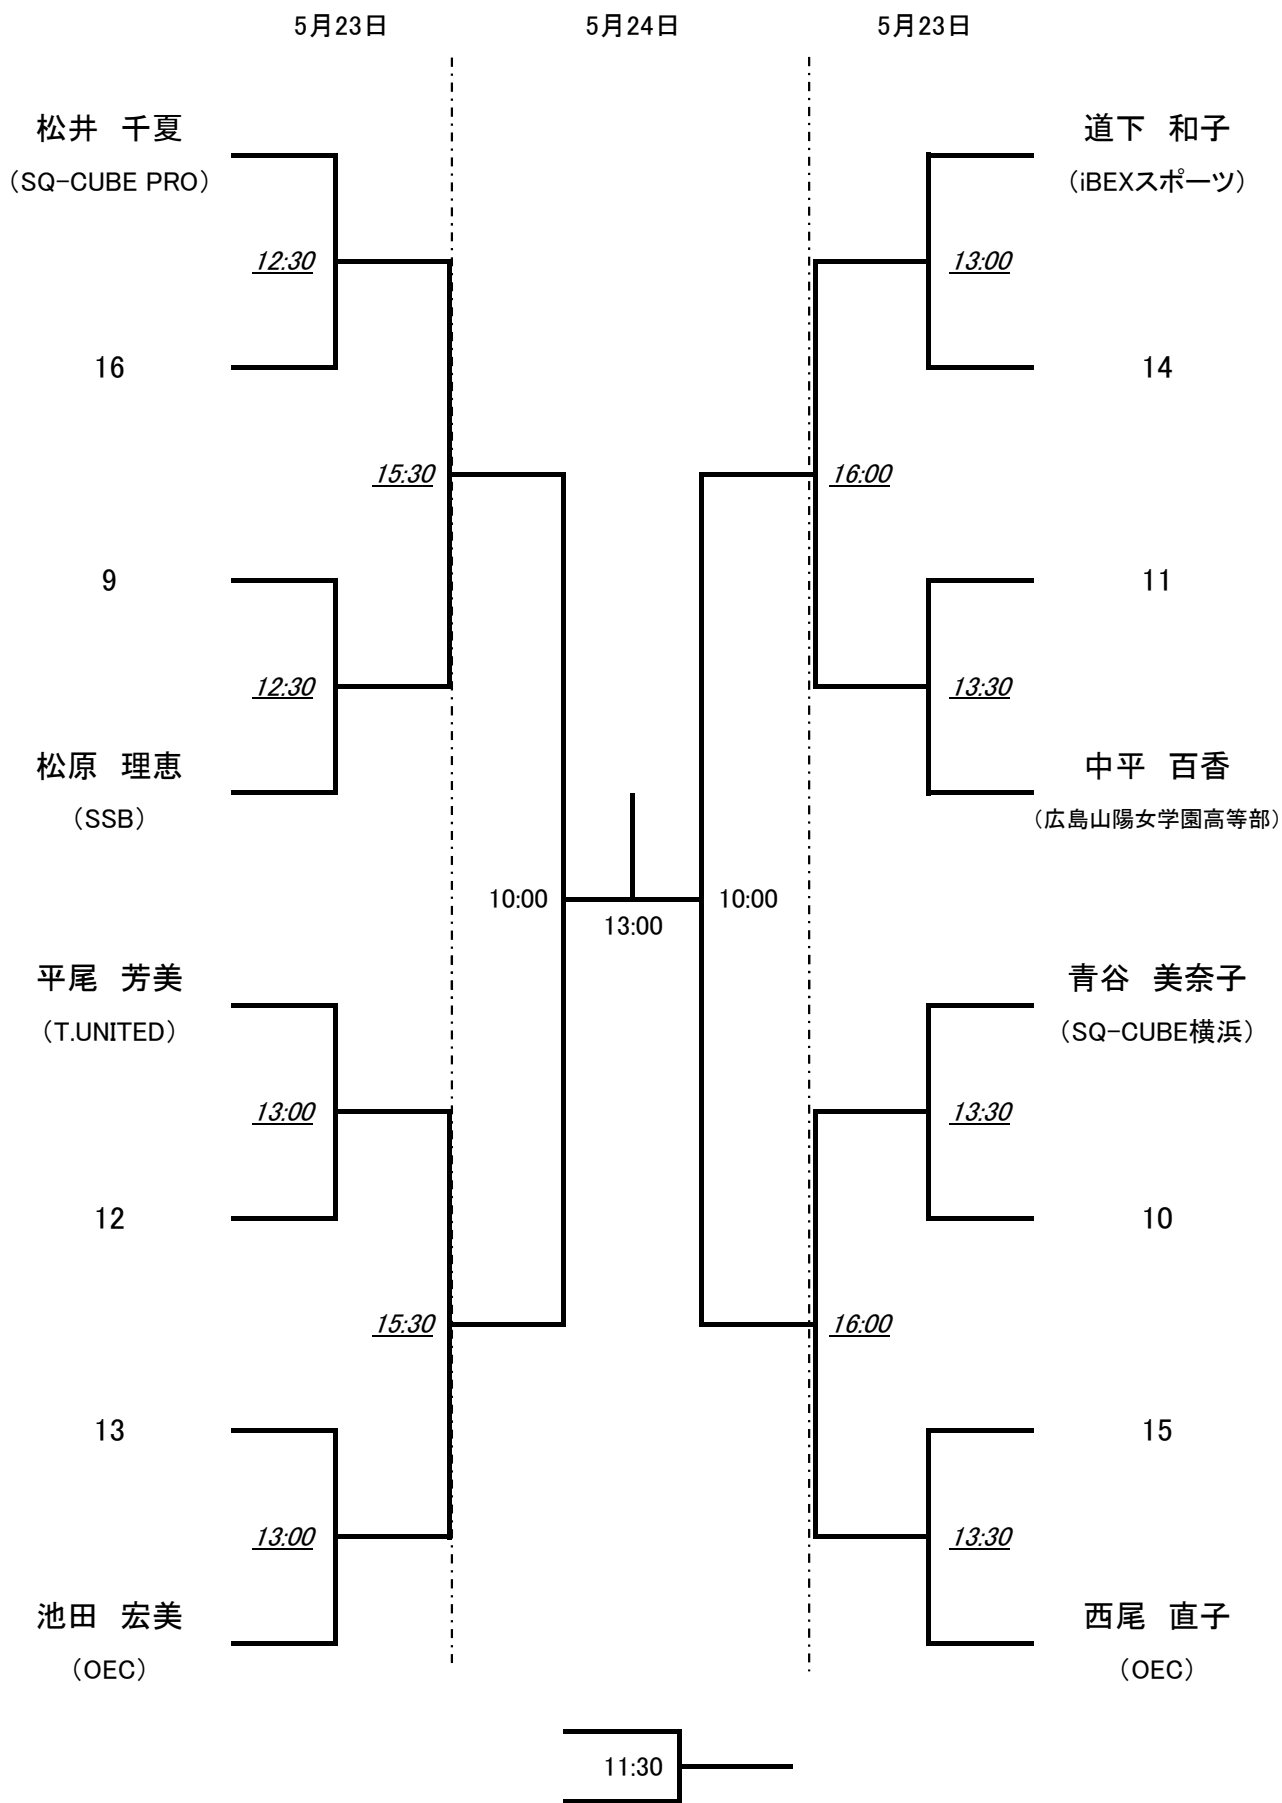 5月23日 5月24日 5月23日
松井　千夏 道下　和子
（SQ-CUBE PRO） （iBEXスポーツ）
12:30 13:00
16 14
15:30 16:00
9 11
12:30 13:30
松原　理恵 中平　百香
（SSB） （広島山陽女学園高等部）
10:00 10:00
13:00
平尾　芳美 青谷　美奈子
（T.UNITED） （SQ-CUBE横浜）
13:00 13:30
12 10
15:30 16:00
13 15
13:00 13:30
池田　宏美 西尾　直子
（OEC） （OEC）
11:30